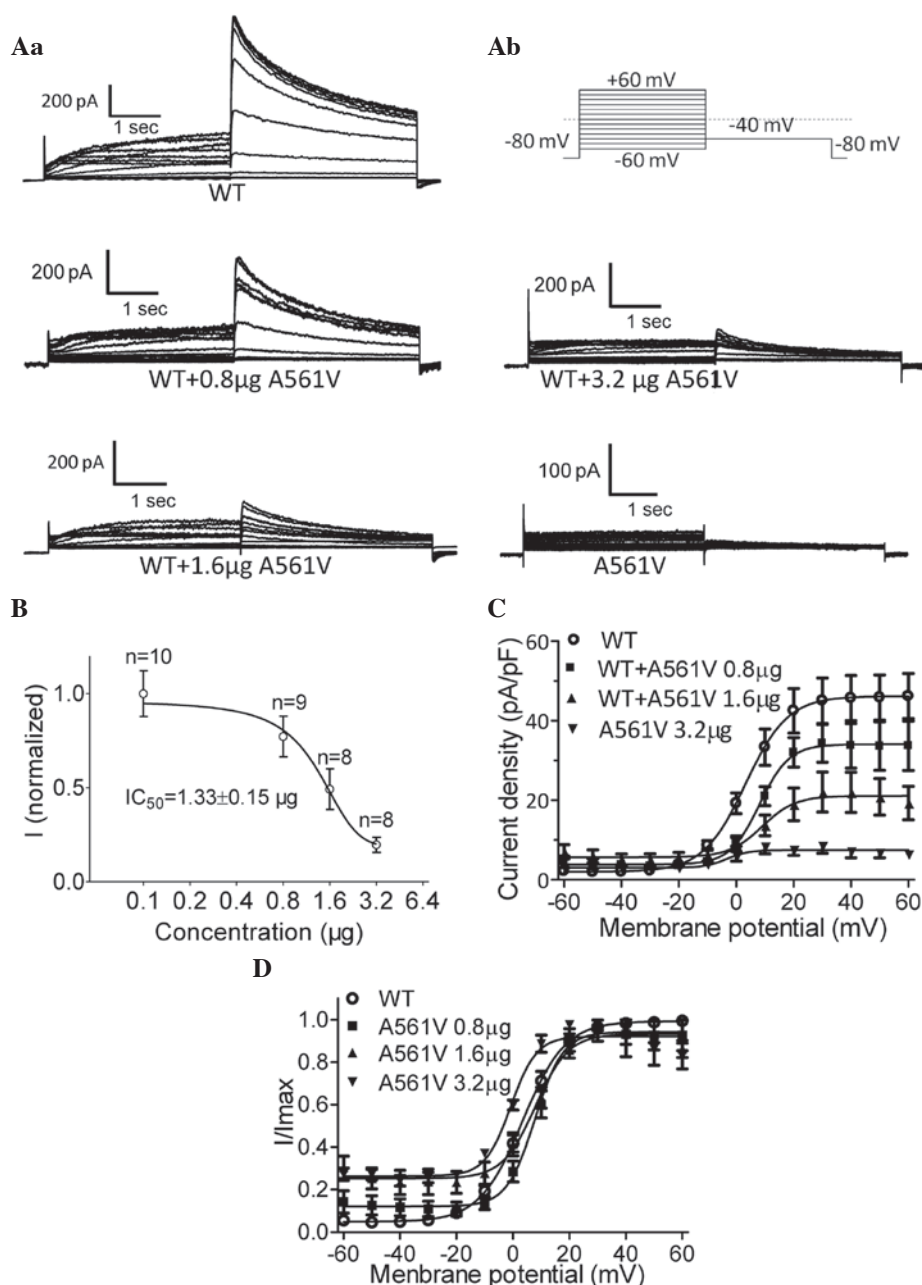 Aa
200 pA
1 sec
WT
Ab
+60 mV
-80 mV
-40 mV
-60 mV
-80 mV
200 pA
1 sec
WT+0.8µg A561V
200 pA
1 sec
WT+3.2 µg A561V
200 pA
1 sec
WT+1.6µg A561V
100 pA
1 sec
A561V
B
n=10
n=9
n=8
n=8
IC50=1.33±0.15 µg
I (normalized)
1.0
0.5
0.0
0.1 0.2 0.4 0.8 1.6 3.2 6.4
Concentration (µg)
C
WT
WT+A561V 0.8µg
WT+A561V 1.6µg
A561V 3.2µg
Current density (pA/pF)
60
40
20
0
-60 -40 -20 0 20 40 60
Membrane potential (mV)
D
WT
A561V 0.8µg
A561V 1.6µg
A561V 3.2µg
I/Imax
1.0
0.8
0.6
0.4
0.2
0.0
-60 -40 -20 0 20 40 60
Menbrane potential (mV)